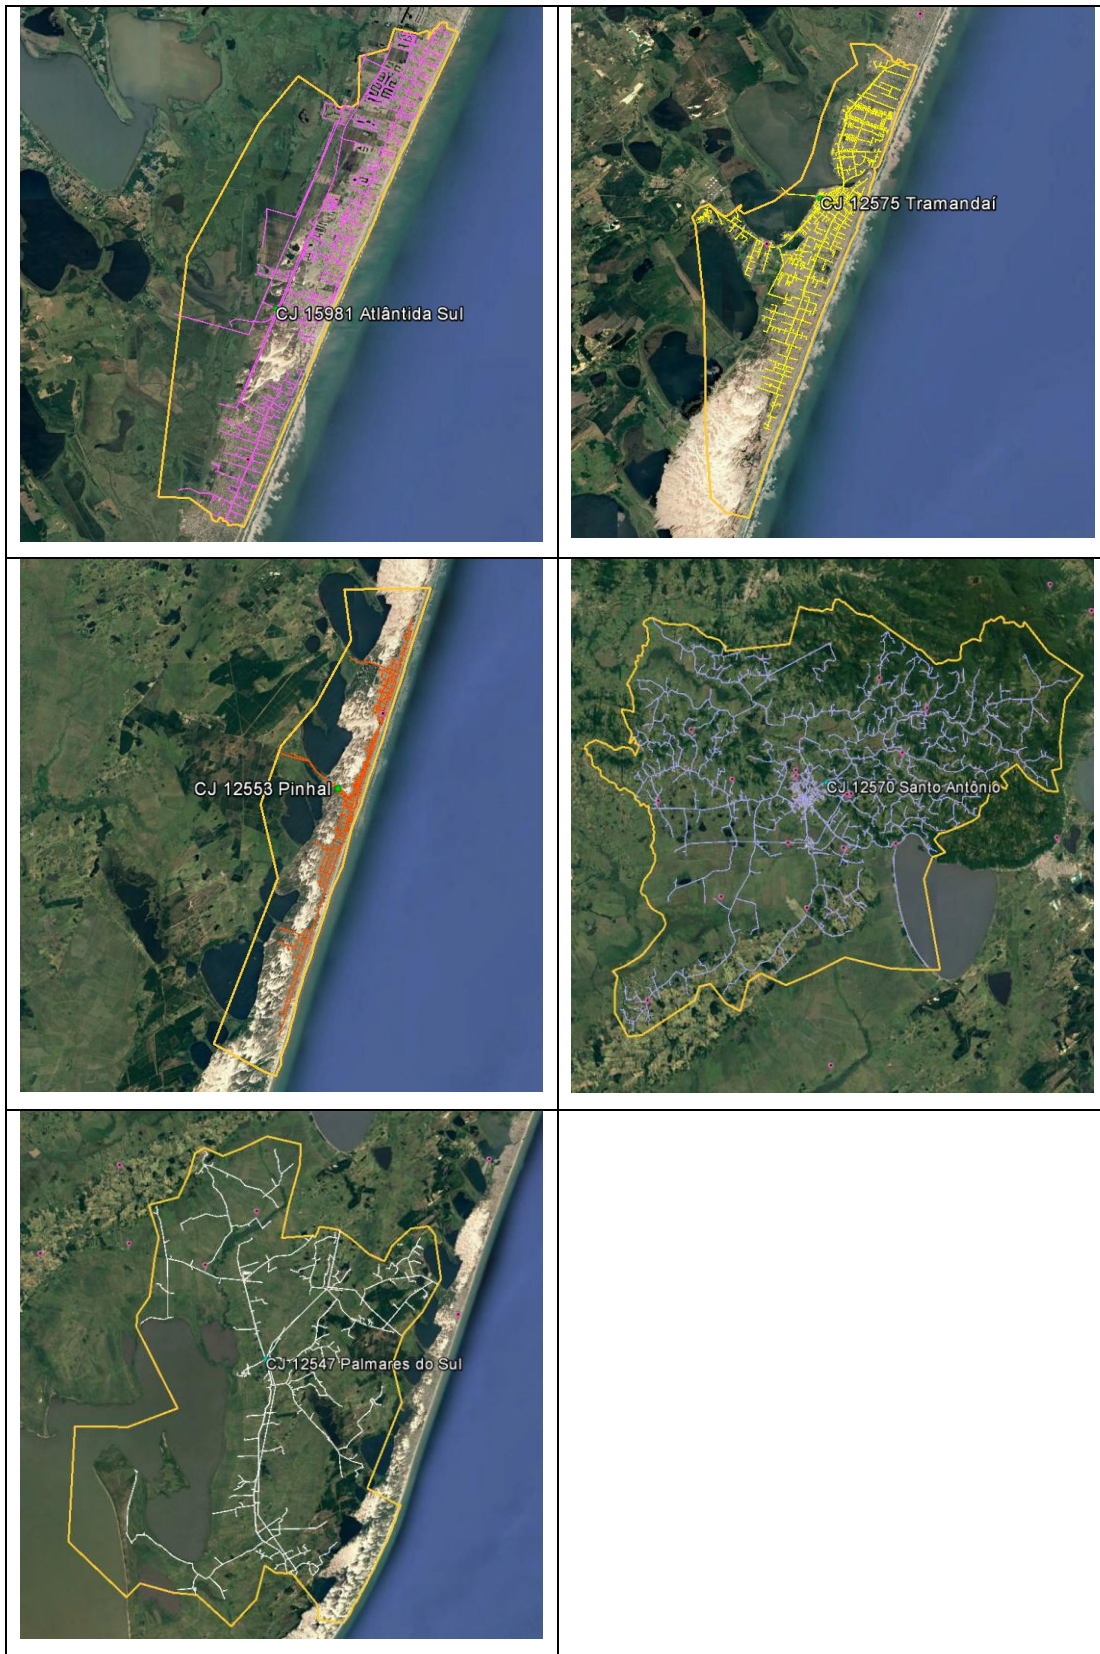 CJ 15981 Atlântida Sul
CJ 12575 Tramandaí
CJ 12553 Pinhal
CJ 12570 Santo Antônio
CJ 12547 Palmares do Sul